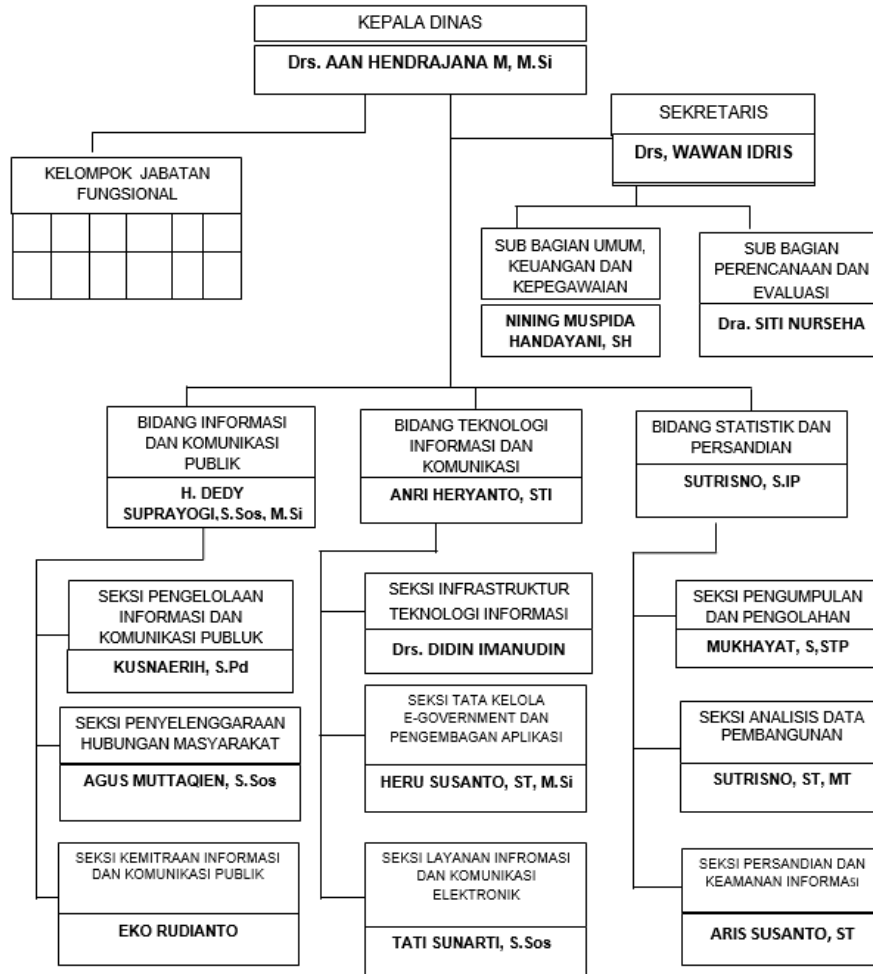 KEPALA DINAS
Drs. AAN HENDRAJANA M, M.Si
SEKRETARIS
Drs, WAWAN IDRIS
KELOMPOK JABATAN
FUNGSIONAL
SUB BAGIAN UMUM,
KEUANGAN DAN
KEPEGAWAIAN
NINING MUSPIDA
HANDAYANI, SH
SUB BAGIAN
PERENCANAAN DAN
EVALUASI
Dra. SITI NURSEHA
BIDANG INFORMASI
DAN KOMUNIKASI
PUBLIK
H. DEDY
SUPRAYOGI,S.Sos, M.Si
BIDANG TEKNOLOGI
INFORMASI DAN
KOMUNIKASI
ANRI HERYANTO, STI
BIDANG STATISTIK DAN
PERSANDIAN
SUTRISNO, S.IP
SEKSI PENGELOLAAN
INFORMASI DAN
KOMUNIKASI PUBLUK
KUSNAERIH, S.Pd
SEKSI PENYELENGGARAAN
HUBUNGAN MASYARAKAT
AGUS MUTTAQIEN, S.Sos
SEKSI KEMITRAAN INFORMASI
DAN KOMUNIKASI PUBLIK
EKO RUDIANTO
SEKSI INFRASTRUKTUR
TEKNOLOGI INFORMASI
Drs. DIDIN IMANUDIN
SEKSI TATA KELOLA
E-GOVERNMENT DAN
PENGEMBAGAN APLIKASI
HERU SUSANTO, ST, M.Si
SEKSI LAYANAN INFROMASI
DAN KOMUNIKASI
ELEKTRONIK
TATI SUNARTI, S.Sos
SEKSI PENGUMPULAN
DAN PENGOLAHAN
MUKHAYAT, S,STP
SEKSI ANALISIS DATA
PEMBANGUNAN
SUTRISNO, ST, MT
SEKSI PERSANDIAN DAN
KEAMANAN INFORMAsi
ARIS SUSANTO, ST